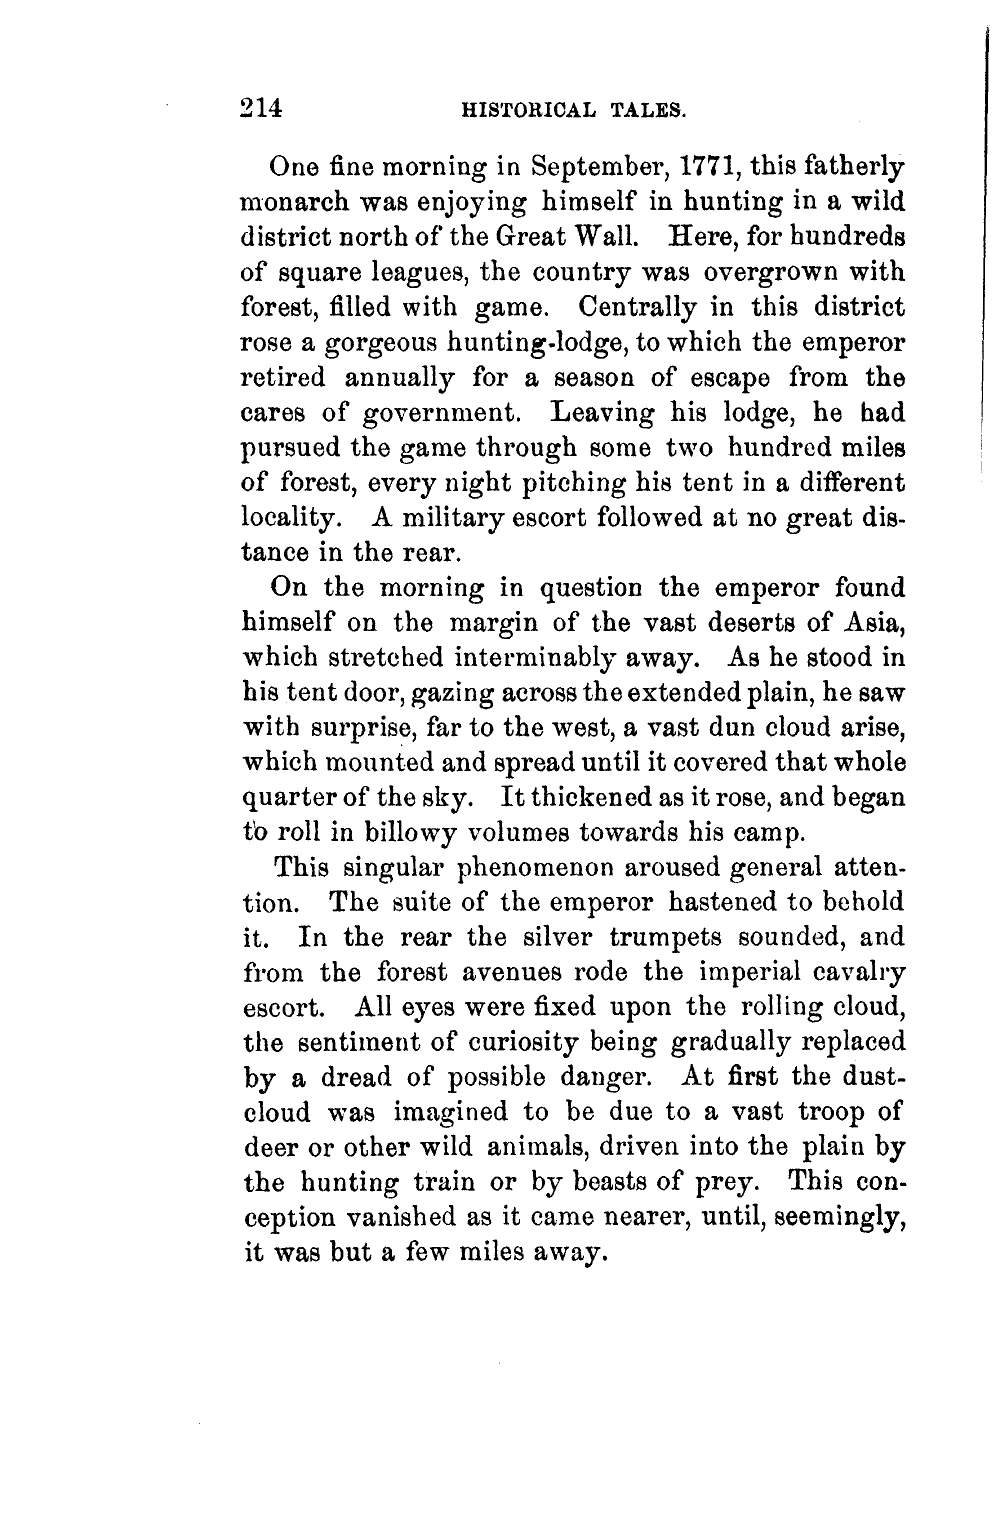 214 HISTORICAL TALES.
One fine morning in September, 1771, this fatherly
monarch was enjoying himself in hunting in a wild
district north of the Great Wall. Here, for hundreds
of square leagues, the country was overgrown with
forest, filled with game. Centrally in this district
rose a gorgeous hunting-lodge, to which the emperor
retired annually for a season of escape from the
cares of government. Leaving his lodge, he had
pursued the game through some two hundred miles
of forest, every night pitching his tent in a different
locality. A military escort followed at no great dis-
tance in the rear.
On the morning in question the emperor found
himself on the margin of the vast deserts of Asia,
which stretched interminably away. As he stood in
his tent door, gazing across the extended plain, he saw
with surprise, far to the west, a vast dun cloud arise,
which mounted and spread until it covered that whole
quarter of the sky. It thickened as it rose, and began
to roll in billowy volumes towards his camp.
This singular phenomenon aroused general atten-
tion. The suite of the emperor hastened to behold
it. In the rear the silver trumpets sounded, and
from the forest avenues rode the imperial cavalry
escort. All eyes were fixed upon the rolling cloud,
the sentiment of curiosity being gradually replaced
by a dread of possible danger. At first the dust-
cloud was imagined to be due to a vast troop of
deer or other wild animals, driven into the plain by
the hunting train or by beasts of prey. This con-
ception vanished as it came nearer, until, seemingly,
it was but a few miles away.